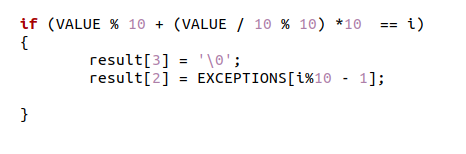 if (VALUE % 10 + (VALUE / 10 % 10) *10  == i)
{
        result[3] = '\0';
        result[2] = EXCEPTIONS[i%10 - 1];
}